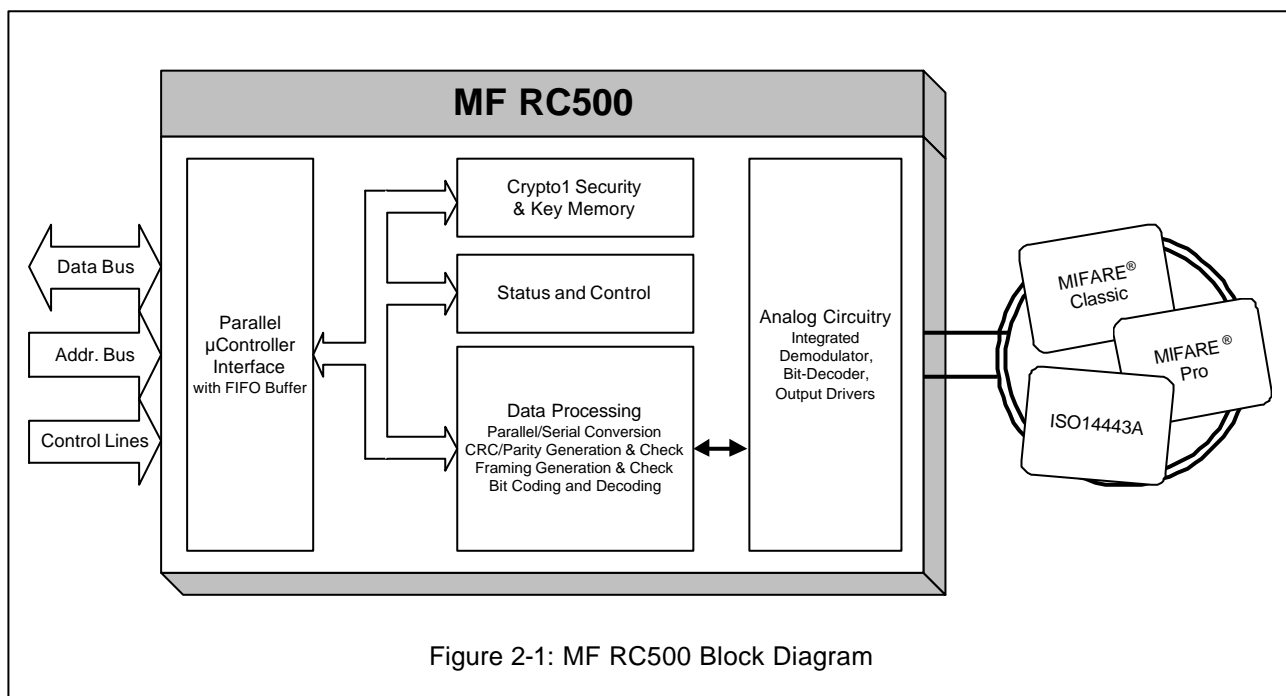 MF RC500
Data Bus
Addr. Bus
Control Lines
Parallel
µController
Interface
with FIFO Buffer
Crypto1 Security
& Key Memory
Status and Control
Data Processing
Parallel/Serial Conversion
CRC/Parity Generation & Check
Framing Generation & Check
Bit Coding and Decoding
Analog Circuitry
Integrated
Demodulator,
Bit-Decoder,
Output Drivers
MIFARE®
Classic
MIFARE®
Pro
ISO14443A
Figure 2-1: MF RC500 Block Diagram